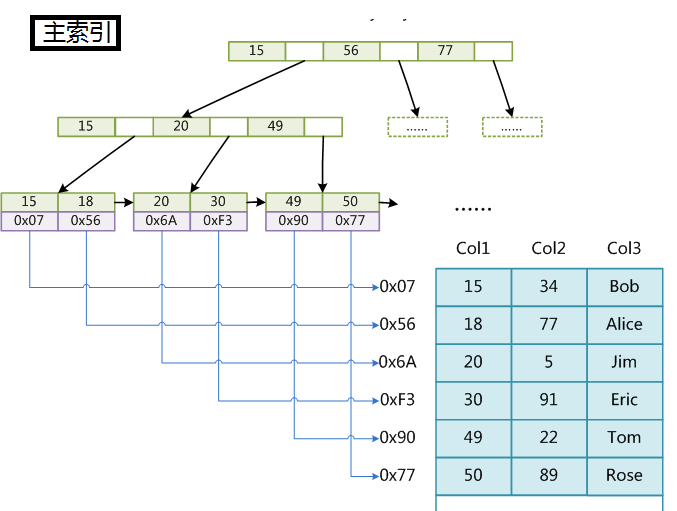 主索引
15 56 77
15 20 49 ...... ......
15 18 20 30 49 50
0x07 0x56 0x6A 0xF3 0x90 0x77
......
Col1 Col2 Col3
0x07 15 34 Bob
0x56 18 77 Alice
0x6A 20 5 Jim
0xF3 30 91 Eric
0x90 49 22 Tom
0x77 50 89 Rose